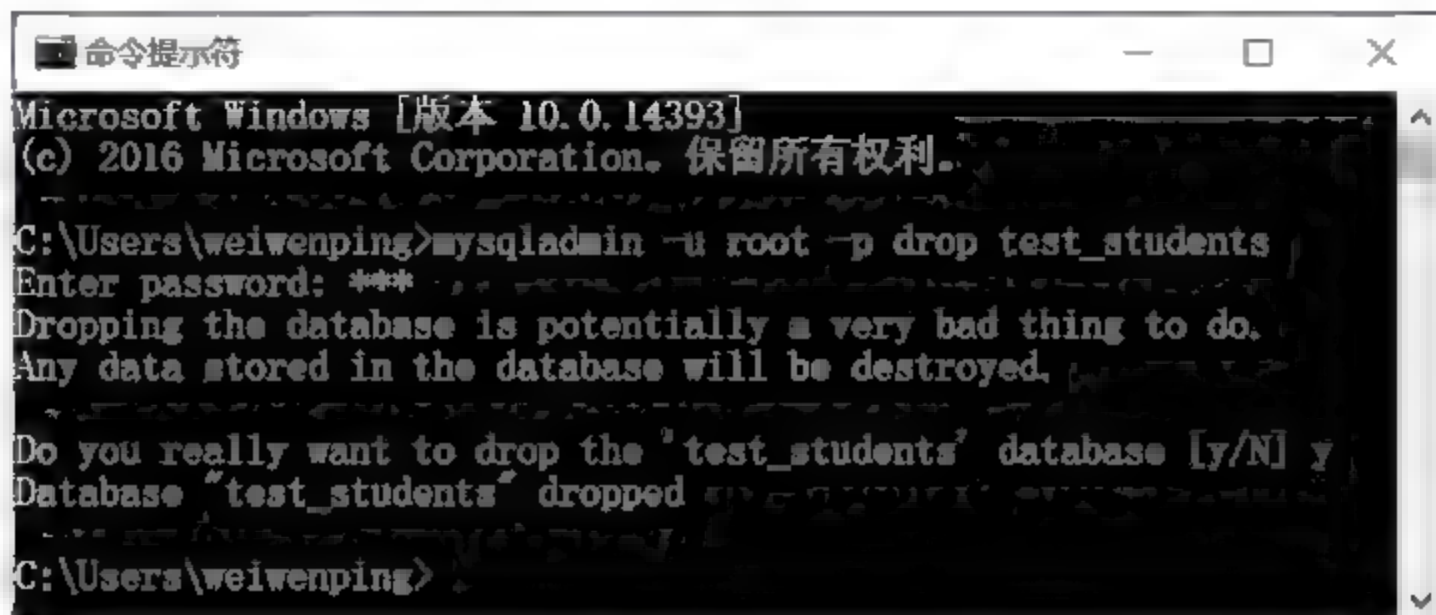 命令提示符
Microsoft Windows [版本 10.0.14393]
(c) 2016 Microsoft Corporation。保留所有权利。
C:\Users\weiwenping>mysqladmin -u root -p drop test_students
Enter password: ***
Dropping the database is potentially a very bad thing to do.
Any data stored in the database will be destroyed.
Do you really want to drop the 'test_students' database [y/N] y
Database "test_students" dropped
C:\Users\weiwenping>